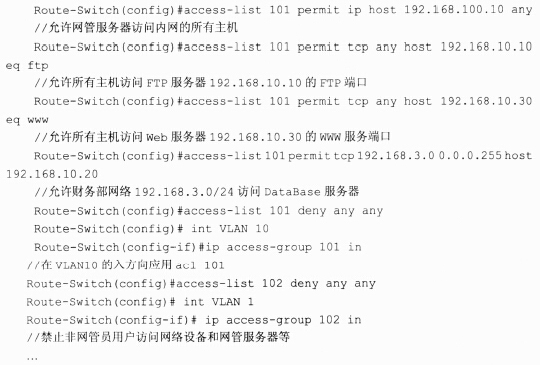 Route-Switch(config)#access-list 101 permit ip host 192.168.100.10 any
//允许网管服务器访问内网的所有主机
Route-Switch(config)#access-list 101 permit tcp any host 192.168.10.10
eq ftp
//允许所有主机访问 FTP 服务器 192.168.10.10 的 FTP 端口
Route-Switch(config)#access-list 101 permit tcp any host 192.168.10.30
eq www
//允许所有主机访问 Web 服务器 192.168.10.30 的 WWW 服务端口
Route-Switch(config)#access-list 101 permit tcp 192.168.3.0 0.0.0.255 host
192.168.10.20
//允许财务部网络 192.168.3.0/24 访问 DataBase 服务器
Route-Switch(config)#access-list 101 deny any any
Route-Switch(config)# int VLAN 10
Route-Switch(config-if)#ip access-group 101 in
//在 VLAN10 的入方向应用 acl 101
Route-Switch(config)#access-list 102 deny any any
Route-Switch(config)# int VLAN 1
Route-Switch(config-if)# ip access-group 102 in
//禁止非网管员用户访问网络设备和网管服务器等
…